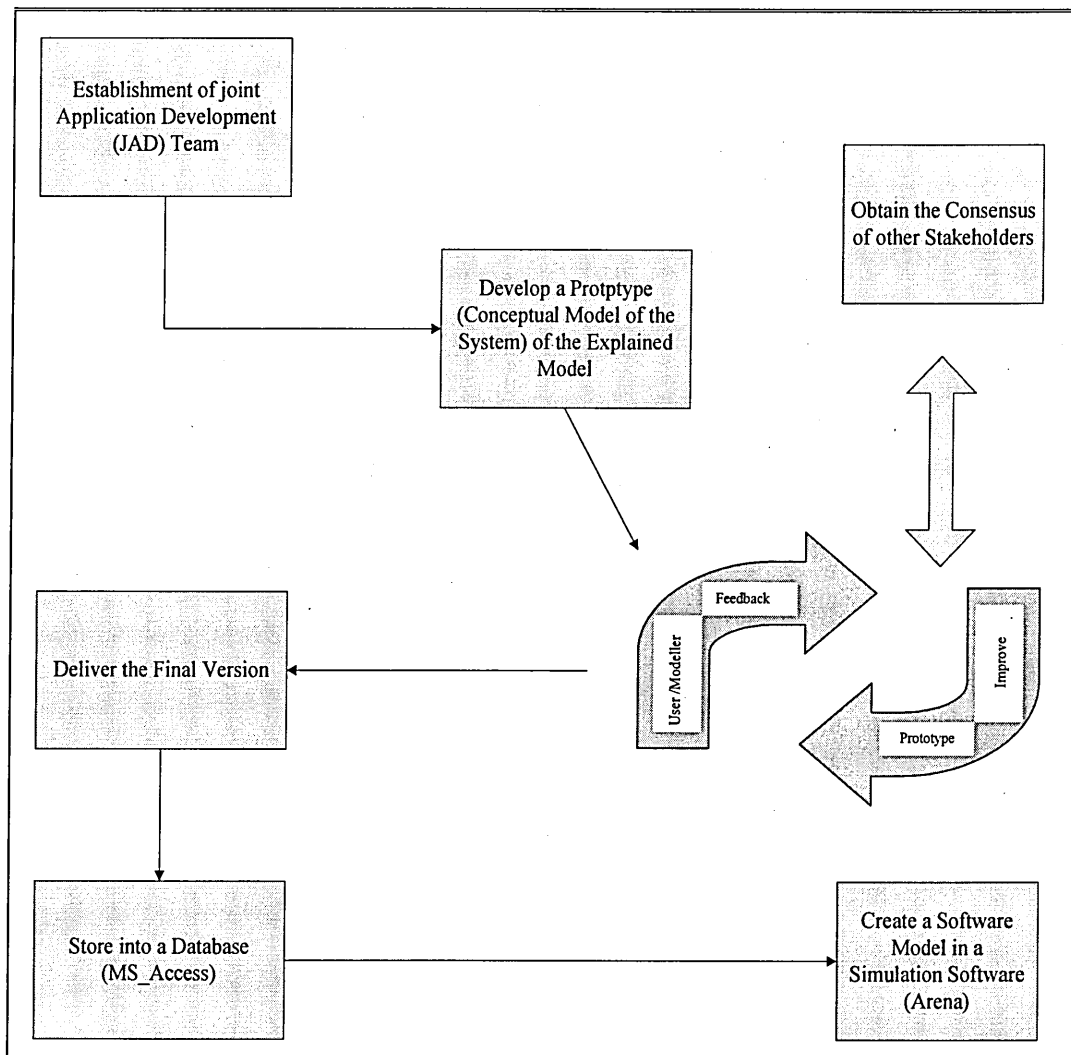 Establishment of joint
Application Development
(JAD) Team
Obtain the Consensus
of other Stakeholders
Develop a Protptype
(Conceptual Model of the
System) of the Explained
Model
Feedback
User /Modeller
Improve
Prototype
Deliver the Final Version
Store into a Database
(MS_Access)
Create a Software
Model in a
Simulation Software
(Arena)